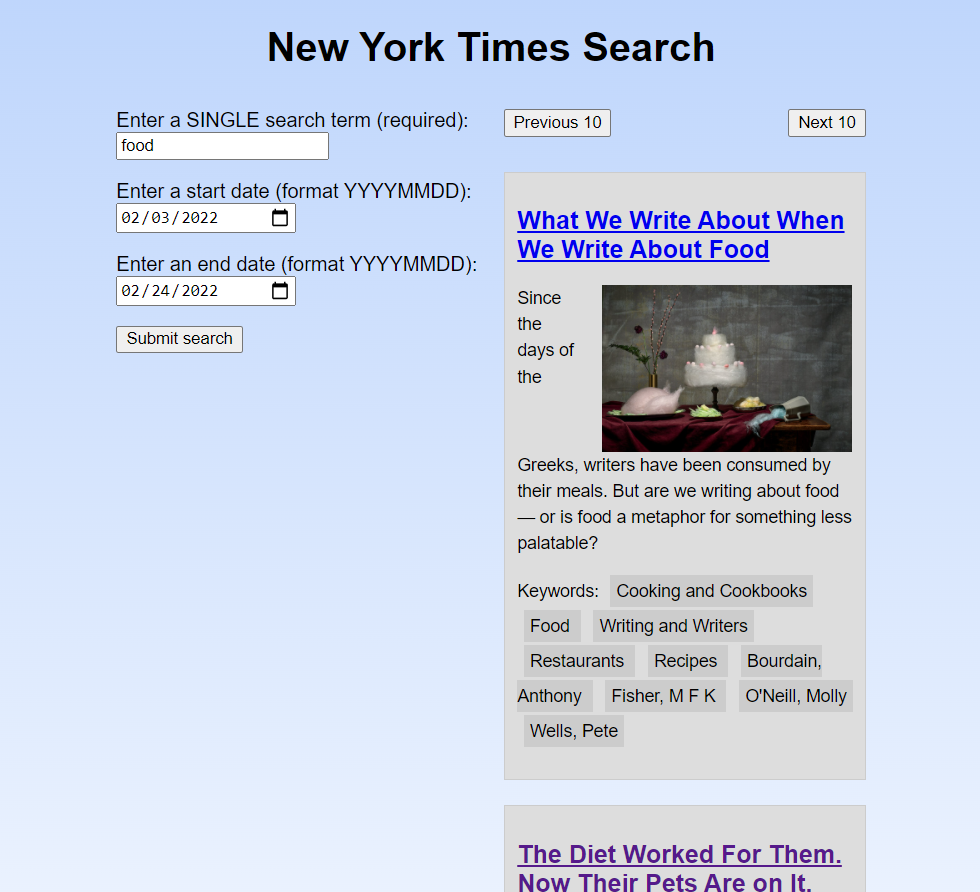 New York Times Search
Enter a SINGLE search term (required):
food
Enter a start date (format YYYYMMDD):
02/03/2022
Enter an end date (format YYYYMMDD):
02/24/2022
Submit search
Previous 10
Next 10
What We Write About When
We Write About Food
Since
the
days of
the
Greeks, writers have been consumed by
their meals. But are we writing about food
— or is food a metaphor for something less
palatable?
Keywords: Cooking and Cookbooks
Food Writing and Writers
Restaurants Recipes Bourdain,
Anthony Fisher, M F K O'Neill, Molly
Wells, Pete
The Diet Worked For Them.
Now Their Pets Are on It.